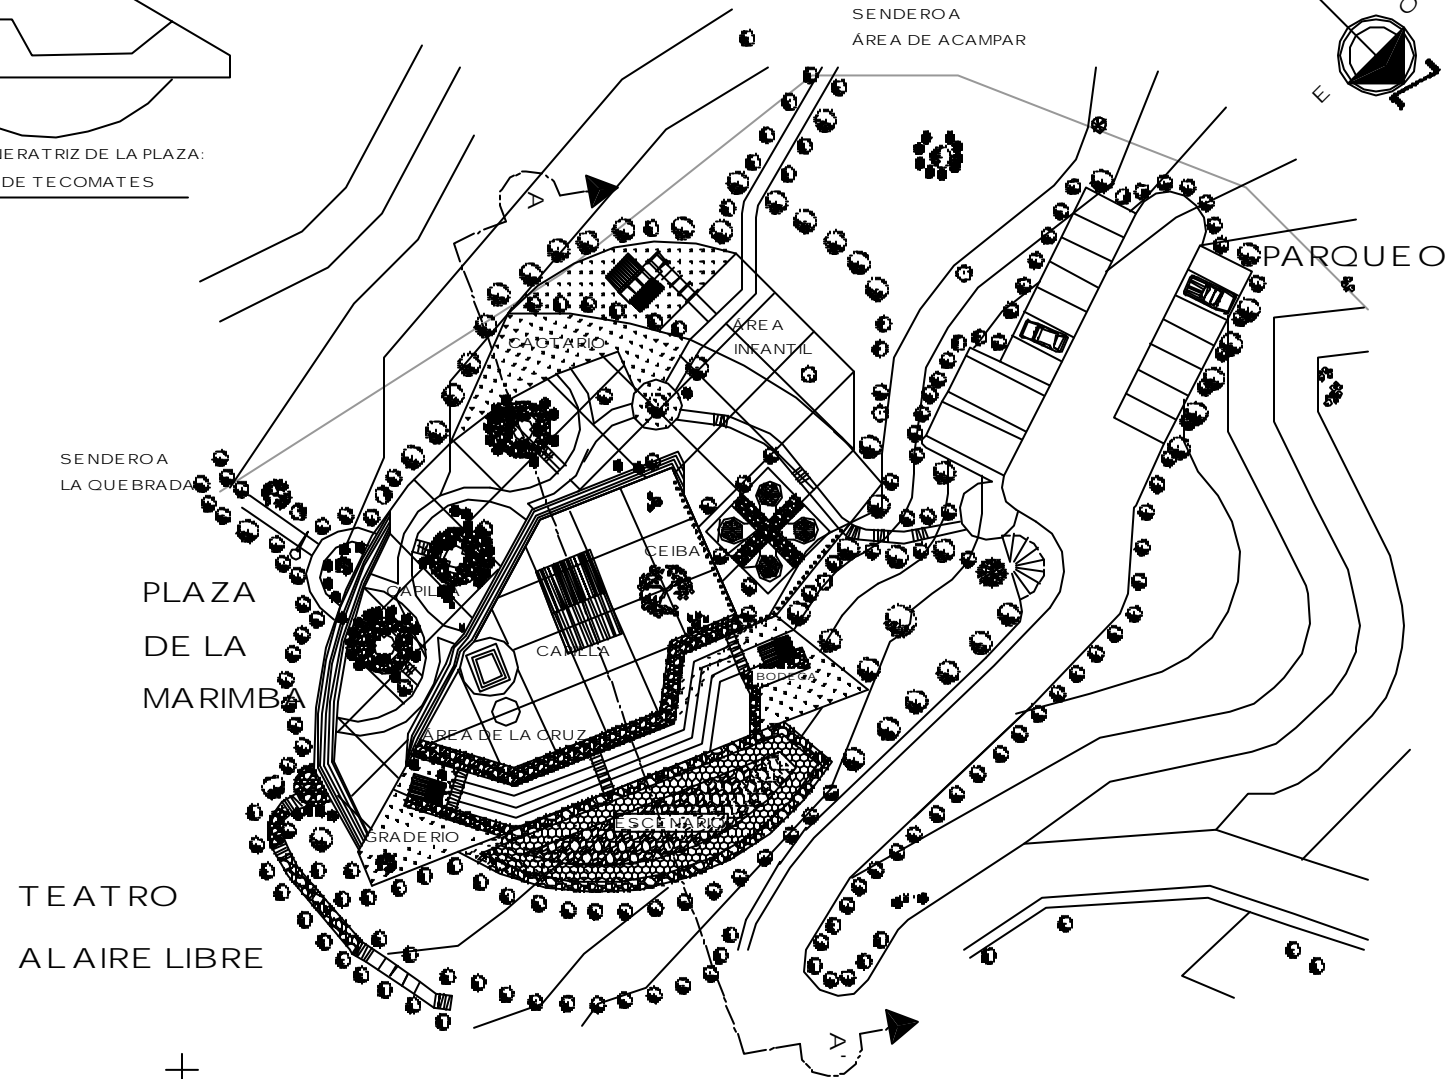 SENDERO A
ÁREA DE ACAMPAR
O
E
DE LA PLAZA:
DE TECOMATES
A
PARQUEO
ÁREA
INFANTIL
CACTARIO
SENDERO A
LA QUEBRADA
CEIBA
CAPILLA
PLAZA
DE LA
MARIMBA
CAPILLA
BODEGA
ÁREA DE LA CRUZ
ESCENARIO
GRADERIO
TEATRO
AL AIRE LIBRE
A'